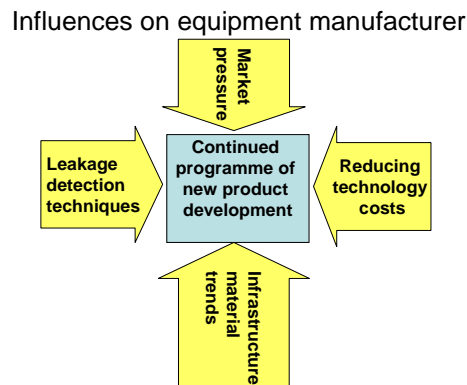 Influences on equipment manufacturer
Market
pressure
Leakage
detection
techniques
Continued
programme of
new product
development
Reducing
technology
costs
Infrastructure
material
trends